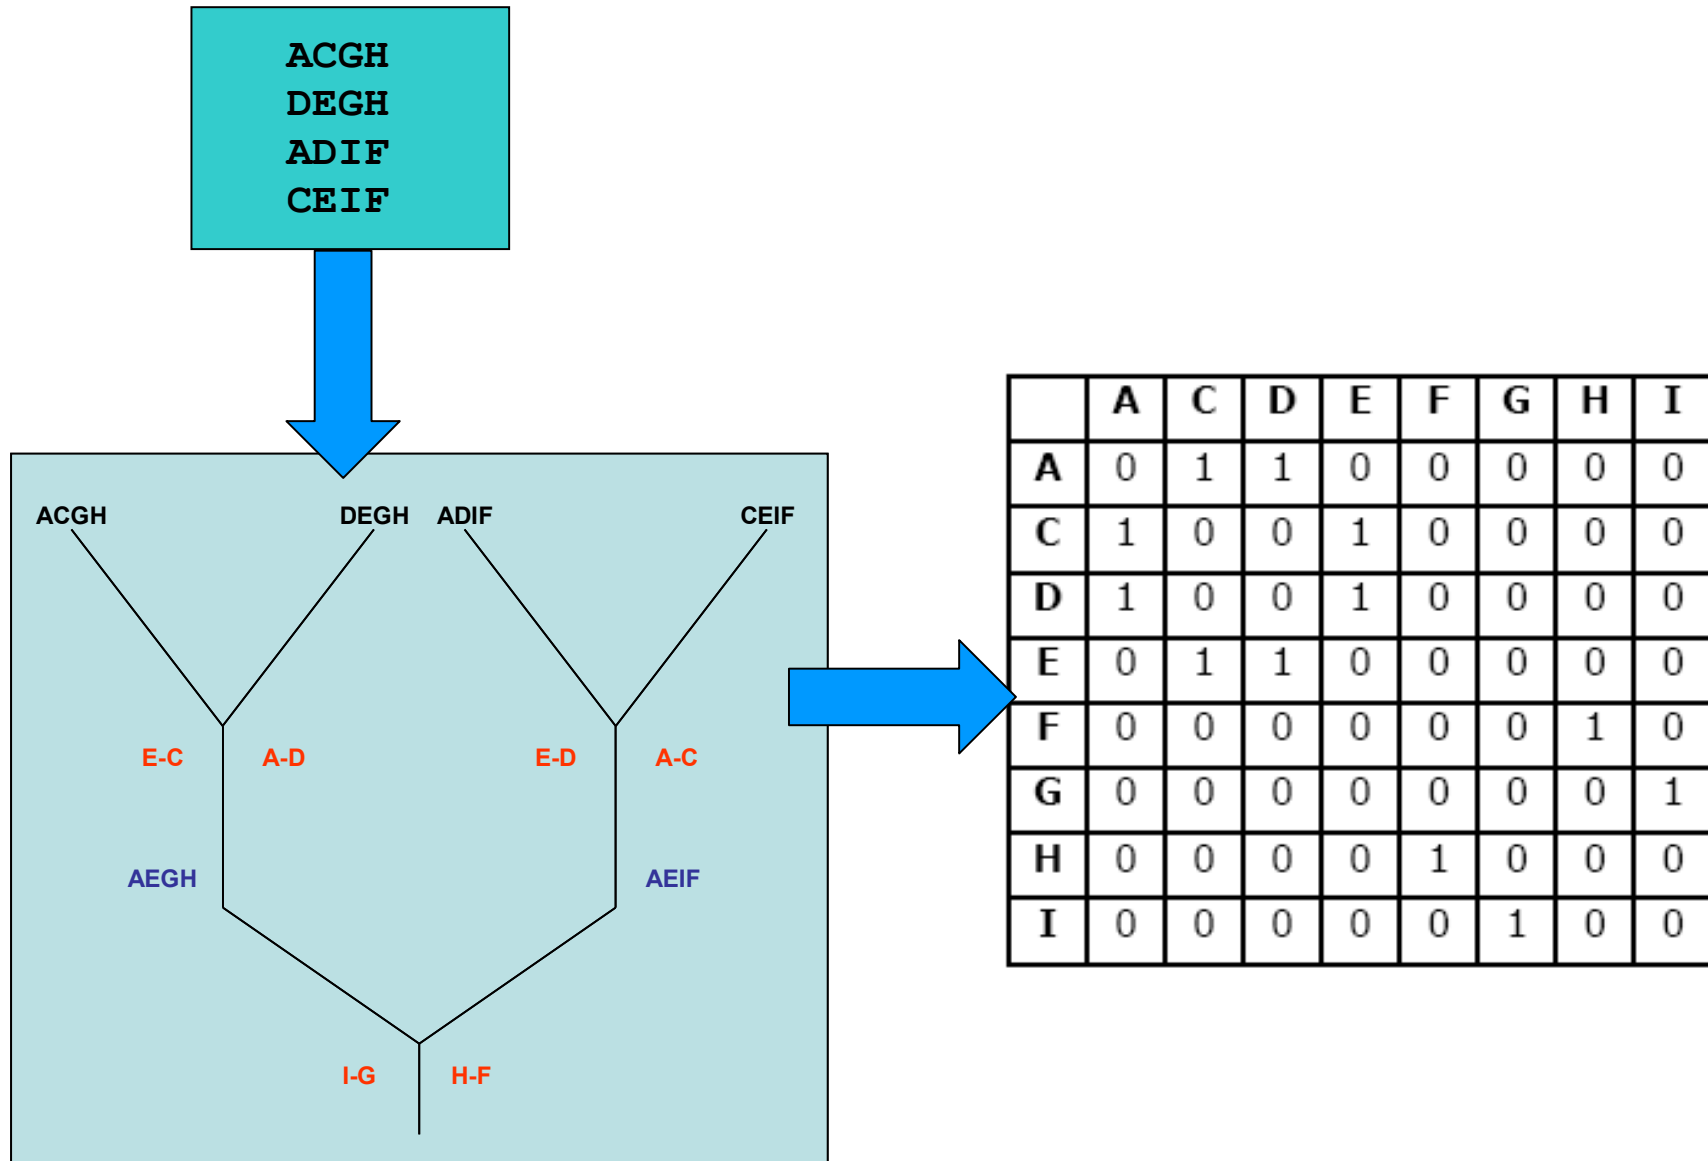 ACGH
DEGH
ADIF
CEIF
ACGH DEGH ADIF CEIF
E-C A-D E-D A-C
AEGH AEIF
I-G H-F
A C D E F G H I
A 0 1 1 0 0 0 0 0
C 1 0 0 1 0 0 0 0
D 1 0 0 1 0 0 0 0
E 0 1 1 0 0 0 0 0
F 0 0 0 0 0 0 1 0
G 0 0 0 0 0 0 0 1
H 0 0 0 0 1 0 0 0
I 0 0 0 0 0 1 0 0